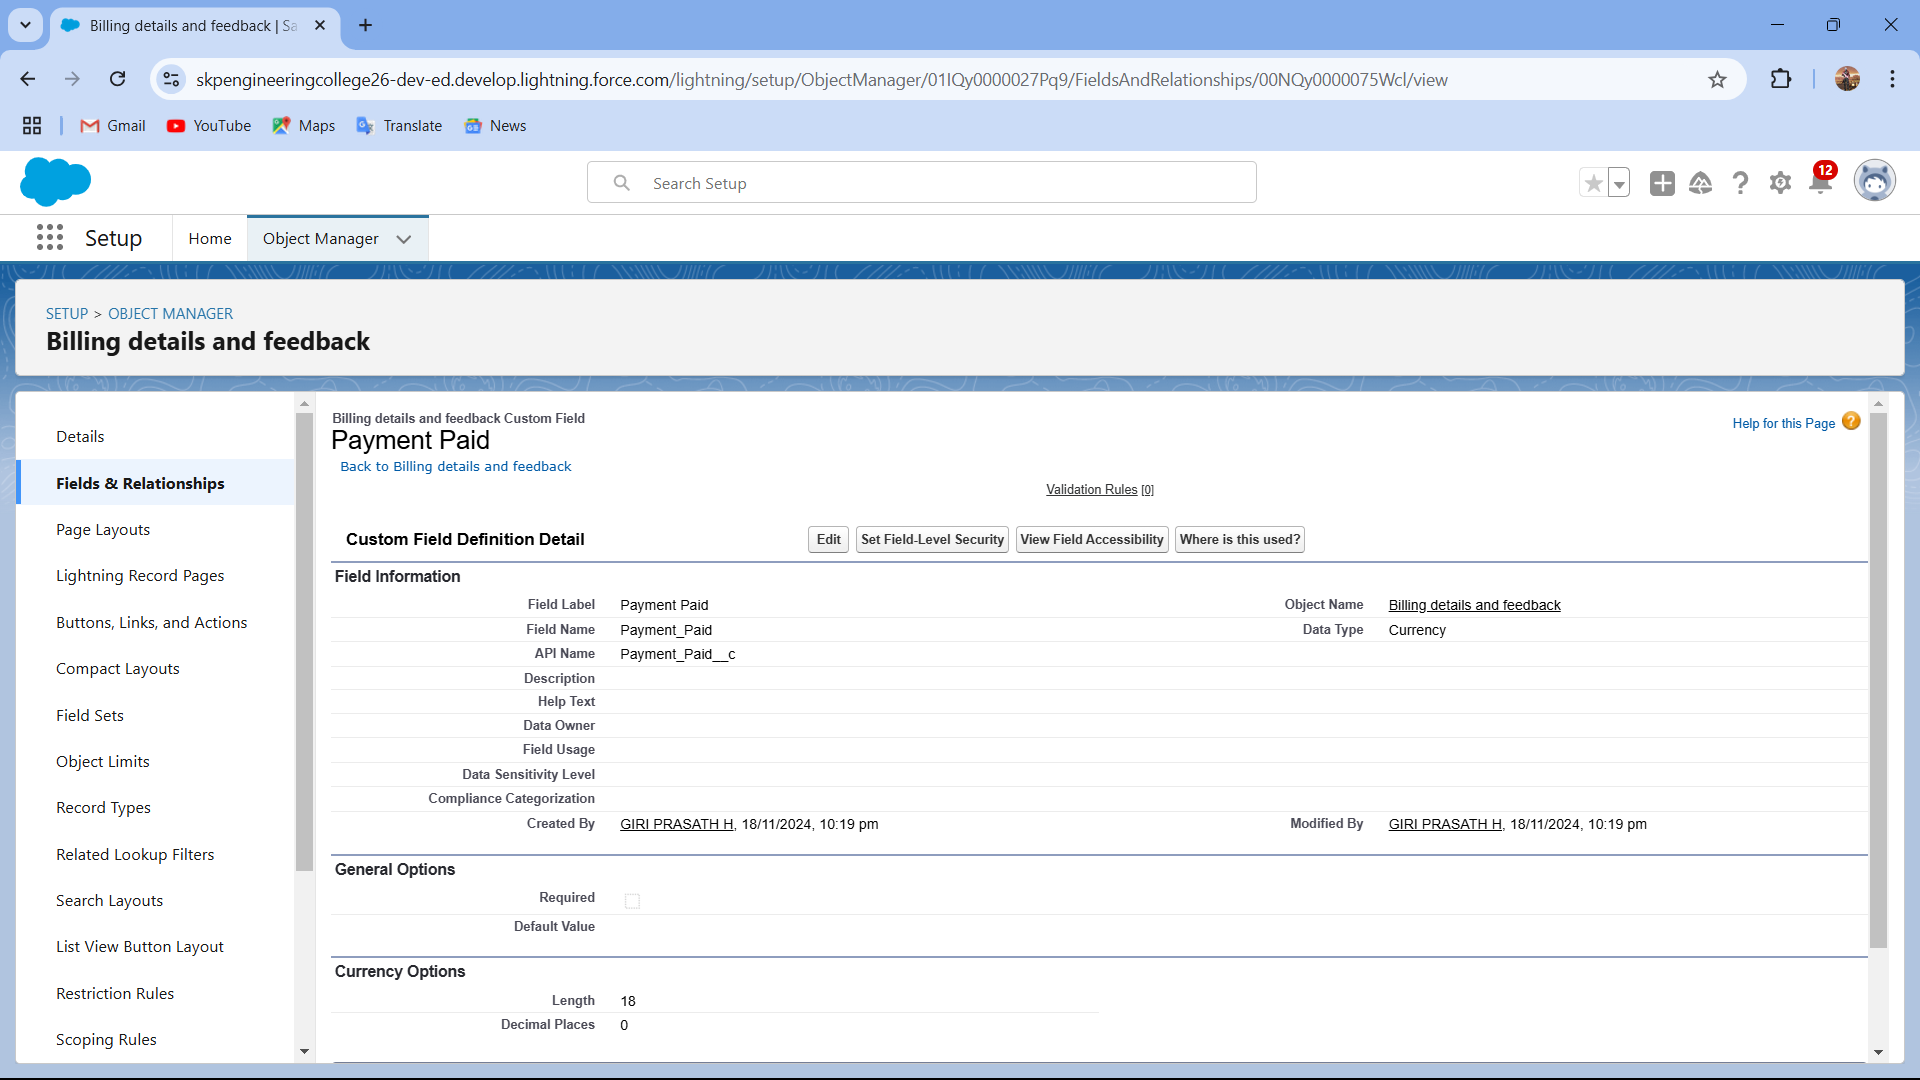 Billing details and feedback | Sa
skpengineeringcollege26-dev-ed.develop.lightning.force.com/lightning/setup/ObjectManager/01IQy0000027Pq9/FieldsAndRelationships/00NQy0000075Wcl/view
Gmail YouTube Maps Translate News
Search Setup
12
Setup Home Object Manager
SETUP > OBJECT MANAGER
Billing details and feedback
Details
Fields & Relationships
Page Layouts
Lightning Record Pages
Buttons, Links, and Actions
Compact Layouts
Field Sets
Object Limits
Record Types
Related Lookup Filters
Search Layouts
List View Button Layout
Restriction Rules
Scoping Rules
Billing details and feedback Custom Field
Payment Paid
Back to Billing details and feedback
Help for this Page ?
Validation Rules [0]
Custom Field Definition Detail Edit Set Field-Level Security View Field Accessibility Where is this used?
Field Information
Field Label Payment Paid Object Name Billing details and feedback
Field Name Payment_Paid Data Type Currency
API Name Payment_Paid__c
Description
Help Text
Data Owner
Field Usage
Data Sensitivity Level
Compliance Categorization
Created By GIRI PRASATH H, 18/11/2024, 10:19 pm Modified By GIRI PRASATH H, 18/11/2024, 10:19 pm
General Options
Required
Default Value
Currency Options
Length 18
Decimal Places 0